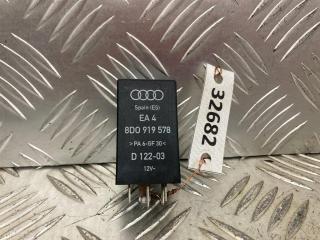 Spain (ES)
EA 4
8D0 919 578
> PA 6-GF 30 <
D 122-03
12V-
32682